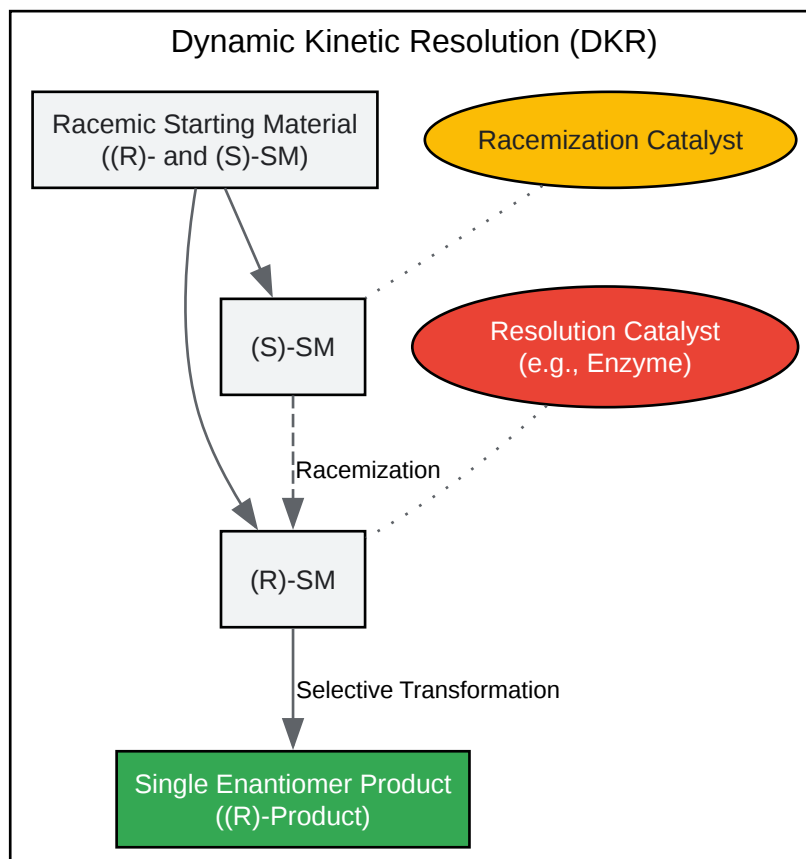 Dynamic Kinetic Resolution (DKR)
Racemic Starting Material
((R)- and (S)-SM)
Racemization Catalyst
(S)-SM
Resolution Catalyst
(e.g., Enzyme)
Racemization
(R)-SM
Selective Transformation
Single Enantiomer Product
((R)-Product)